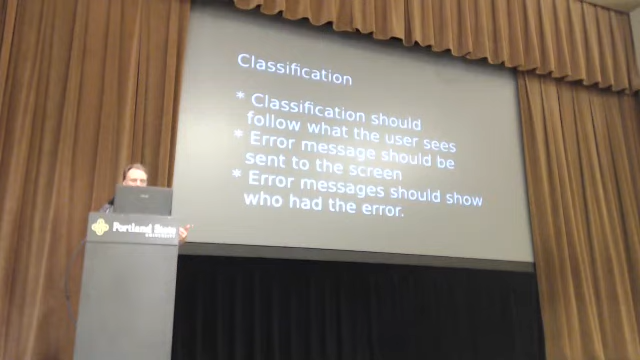 Classification
* Classification should
follow what the user sees
* Error message should be
sent to the screen
* Error messages should show
who had the error.
Portland State
UNIVERSITY